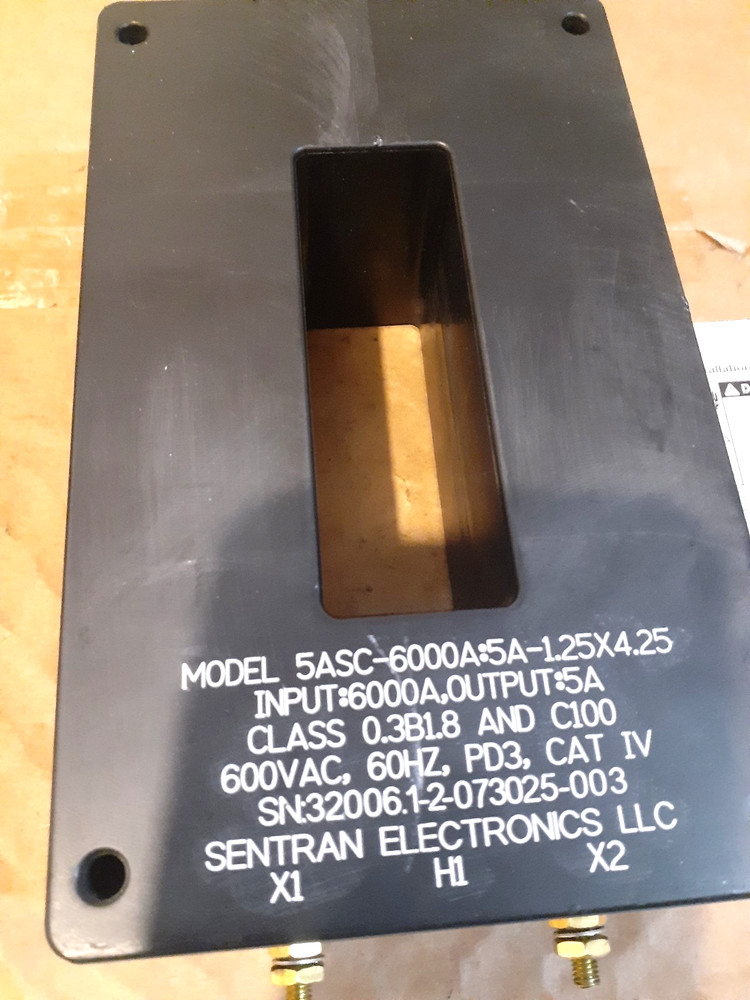 MODEL 5ASC-6000A:5A-1.25X4.25
INPUT:6000A,OUTPUT:5A
CLASS 0.3B1.8 AND C100
600VAC, 60HZ, PD3, CAT IV
SN:32006.1-2-073025-003
SENTRAN ELECTRONICS LLC
X1 H1 X2